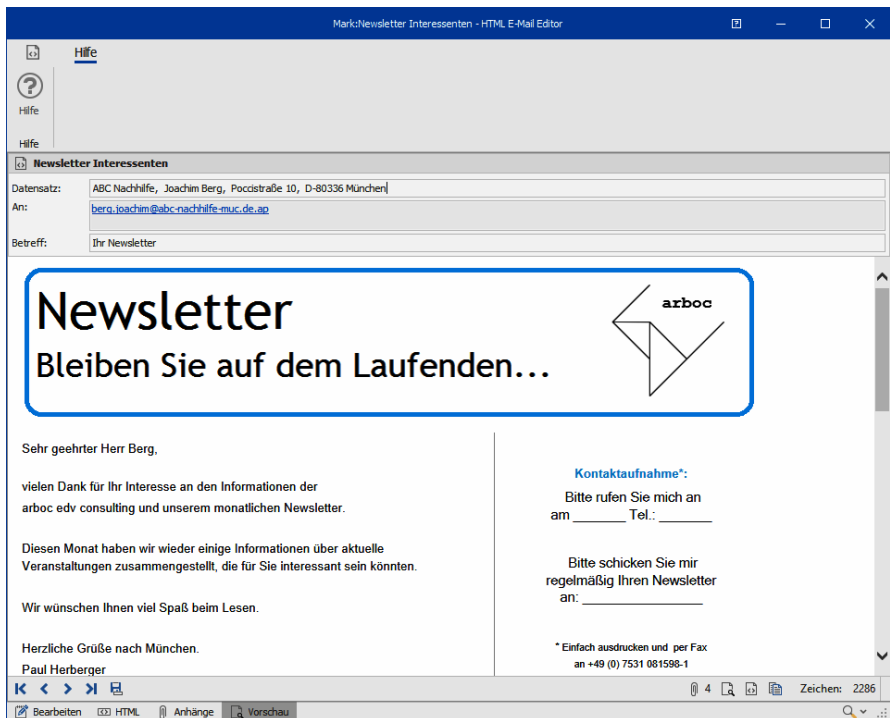 Mark:Newsletter Interessenten - HTML E-Mail Editor
Hilfe
Hilfe
Hilfe
Newsletter Interessenten
Datensatz: ABC Nachhilfe, Joachim Berg, Poccistraße 10, D-80336 München
An: berg.joachim@abc-nachhilfe-muc.de.ap
Betreff: Ihr Newsletter
Newsletter
Bleiben Sie auf dem Laufenden...
arboc
Sehr geehrter Herr Berg,
vielen Dank für Ihr Interesse an den Informationen der
arboc edv consulting und unserem monatlichen Newsletter.
Diesen Monat haben wir wieder einige Informationen über aktuelle
Veranstaltungen zusammengestellt, die für Sie interessant sein könnten.
Wir wünschen Ihnen viel Spaß beim Lesen.
Herzliche Grüße nach München.
Paul Herberger
Kontaktaufnahme*:
Bitte rufen Sie mich an
am _______ Tel.: _______
Bitte schicken Sie mir
regelmäßig Ihren Newsletter
an: ________________
* Einfach ausdrucken und per Fax
an +49 (0) 7531 081598-1
4 Zeichen: 2286
Bearbeiten HTML Anhänge Vorschau